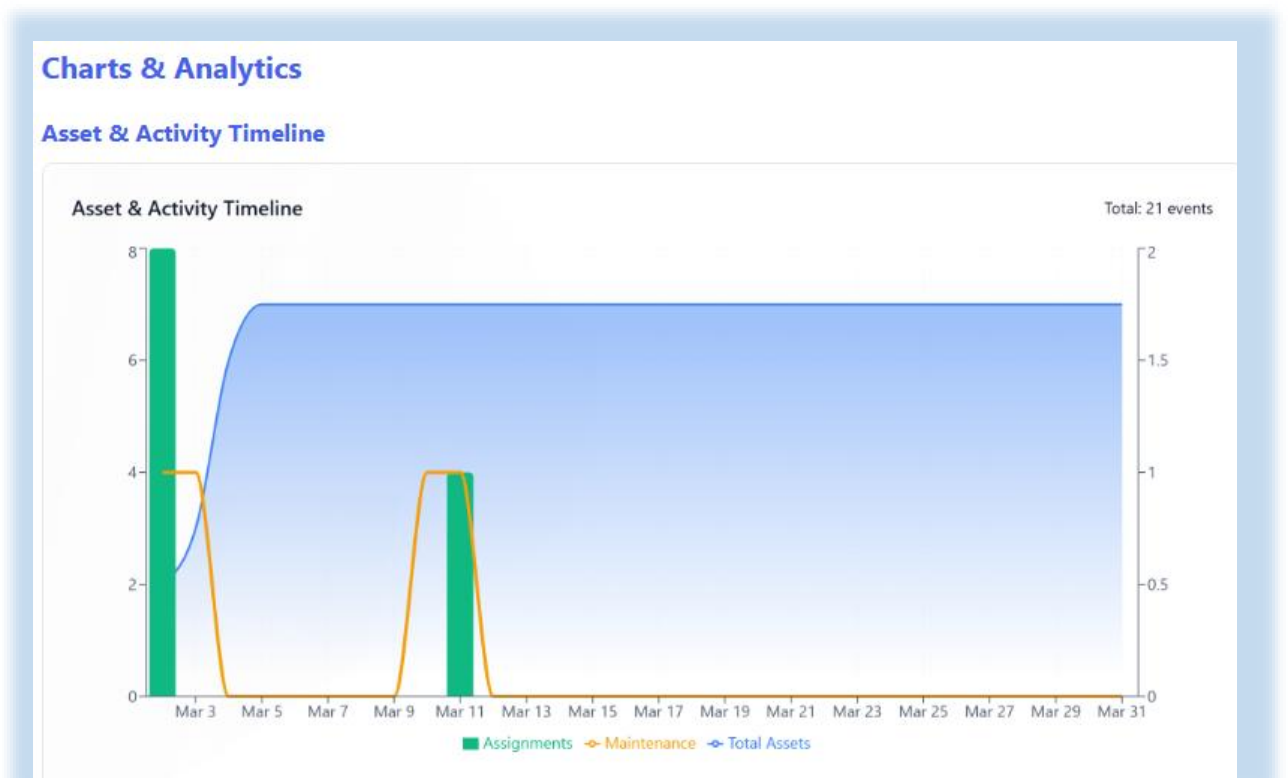 Charts & Analytics
Asset & Activity Timeline
Asset & Activity Timeline
Total: 21 events
8
6
4
2
0
2
1.5
1
0.5
0
Mar 3 Mar 5 Mar 7 Mar 9 Mar 11 Mar 13 Mar 15 Mar 17 Mar 19 Mar 21 Mar 23 Mar 25 Mar 27 Mar 29 Mar 31
Assignments Maintenance Total Assets